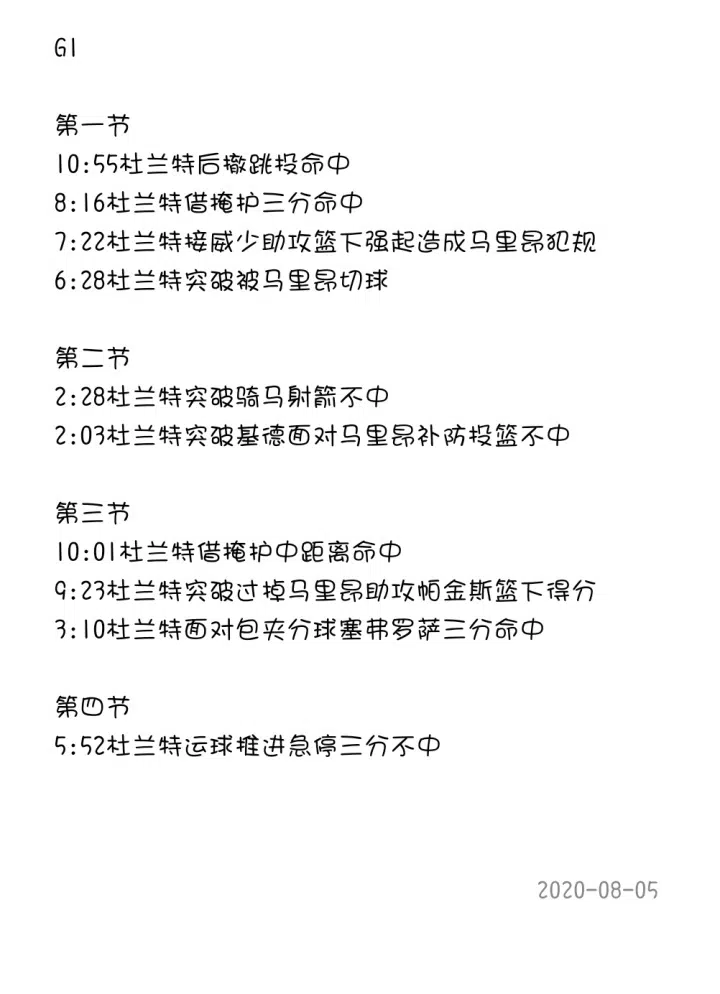 G1
第一节
10:55杜兰特后撤跳投命中
8:16杜兰特借掩护三分命中
7:22杜兰特接威少助攻篮下强起造成马里昂犯规
6:28杜兰特突破被马里昂切球
第二节
2:28杜兰特突破骑马射箭不中
2:03杜兰特突破基德面对马里昂补防投篮不中
第三节
10:01杜兰特借掩护中距离命中
9:23杜兰特突破过掉马里昂助攻帕金斯篮下得分
3:10杜兰特面对包夹分球塞弗罗萨三分命中
第四节
5:52杜兰特运球推进急停三分不中
2020-08-05